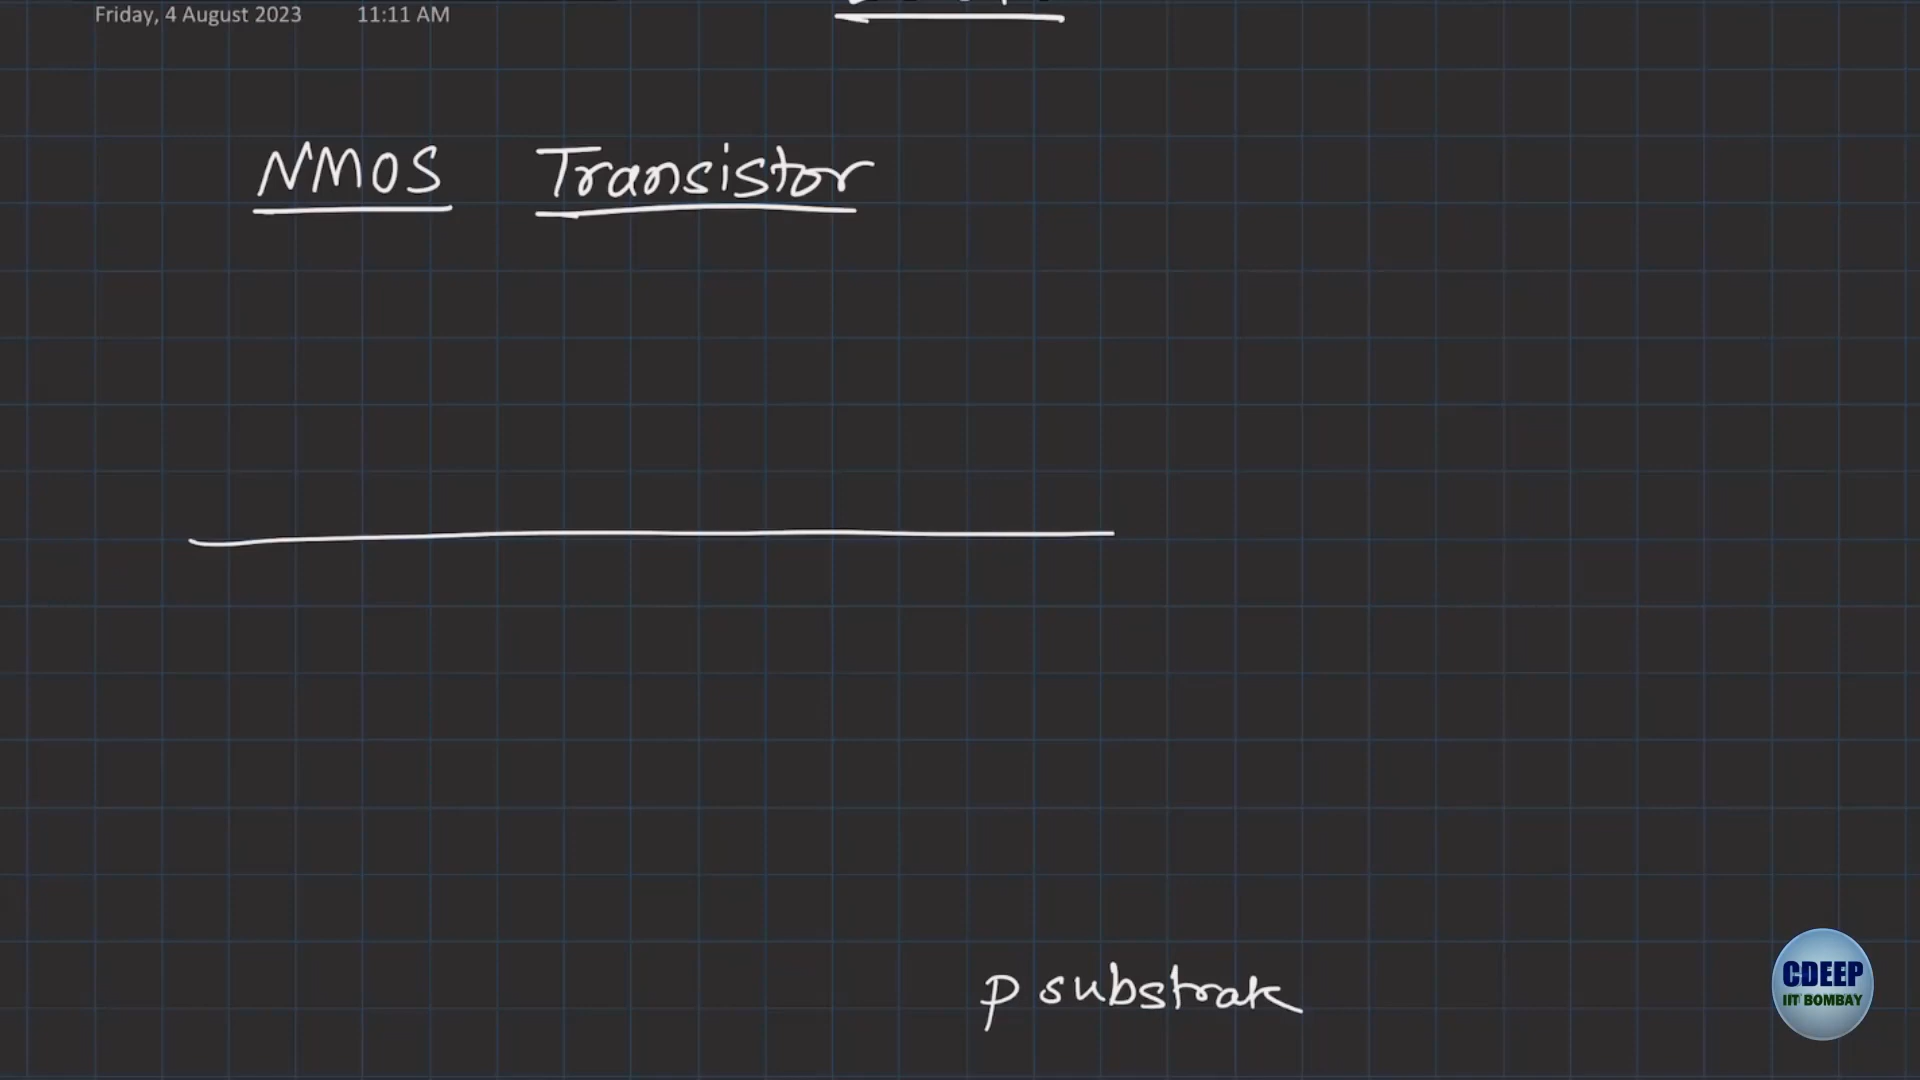 Friday, 4 August 2023 11:11 AM
NMOS Transistor
p substrate
CDEEP
IIT BOMBAY